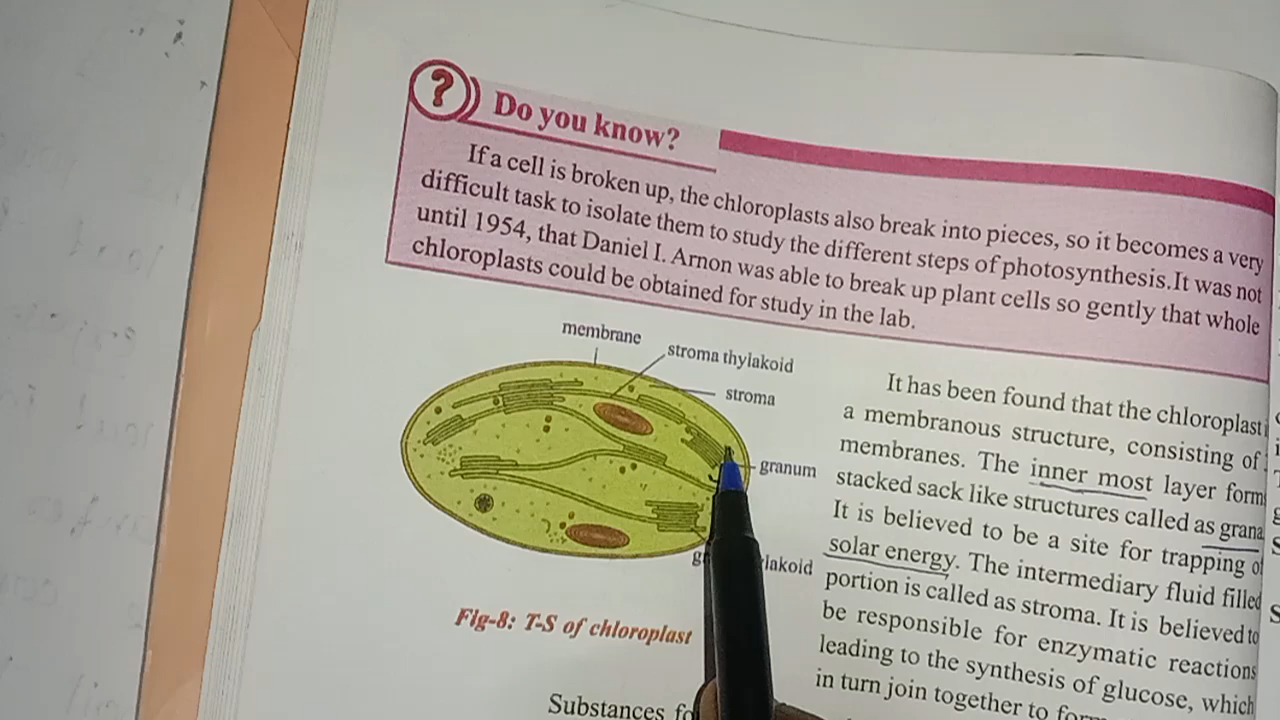 ?
Do you know?
If a cell is broken up, the chloroplasts also break into pieces, so it becomes a very
difficult task to isolate them to study the different steps of photosynthesis.It was not
until 1954, that Daniel I. Arnon was able to break up plant cells so gently that whole
chloroplasts could be obtained for study in the lab.
membrane
stroma thylakoid
stroma
granum
lakoid
Fig-8: T-S of chloroplast
It has been found that the chloroplast
a membranous structure, consisting of
membranes. The inner most layer form
stacked sack like structures called as grana
It is believed to be a site for trapping of
solar energy. The intermediary fluid filled
portion is called as stroma. It is believed to
be responsible for enzymatic reactions
leading to the synthesis of glucose, which
in turn join together to
Substances